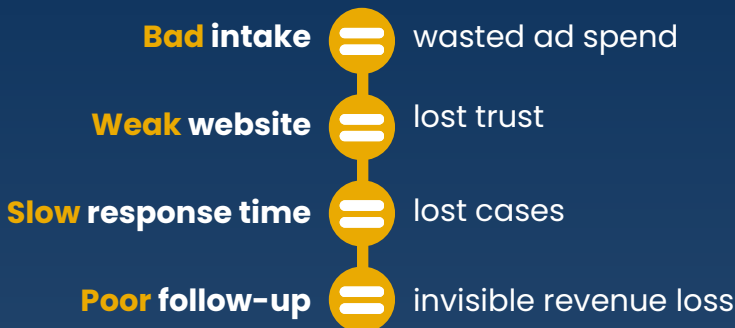 Bad intake = wasted ad spend
Weak website = lost trust
Slow response time = lost cases
Poor follow-up = invisible revenue loss